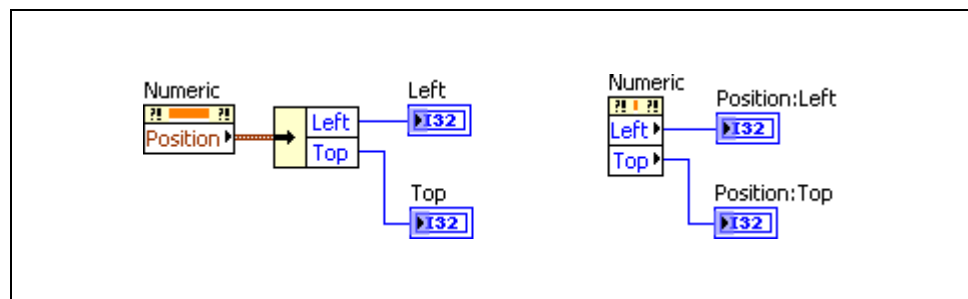 Numeric
?! ?!
Position
Left
Top
Left
I32
Top
I32
Numeric
?! ?!
Left
Top
Position:Left
I32
Position:Top
I32